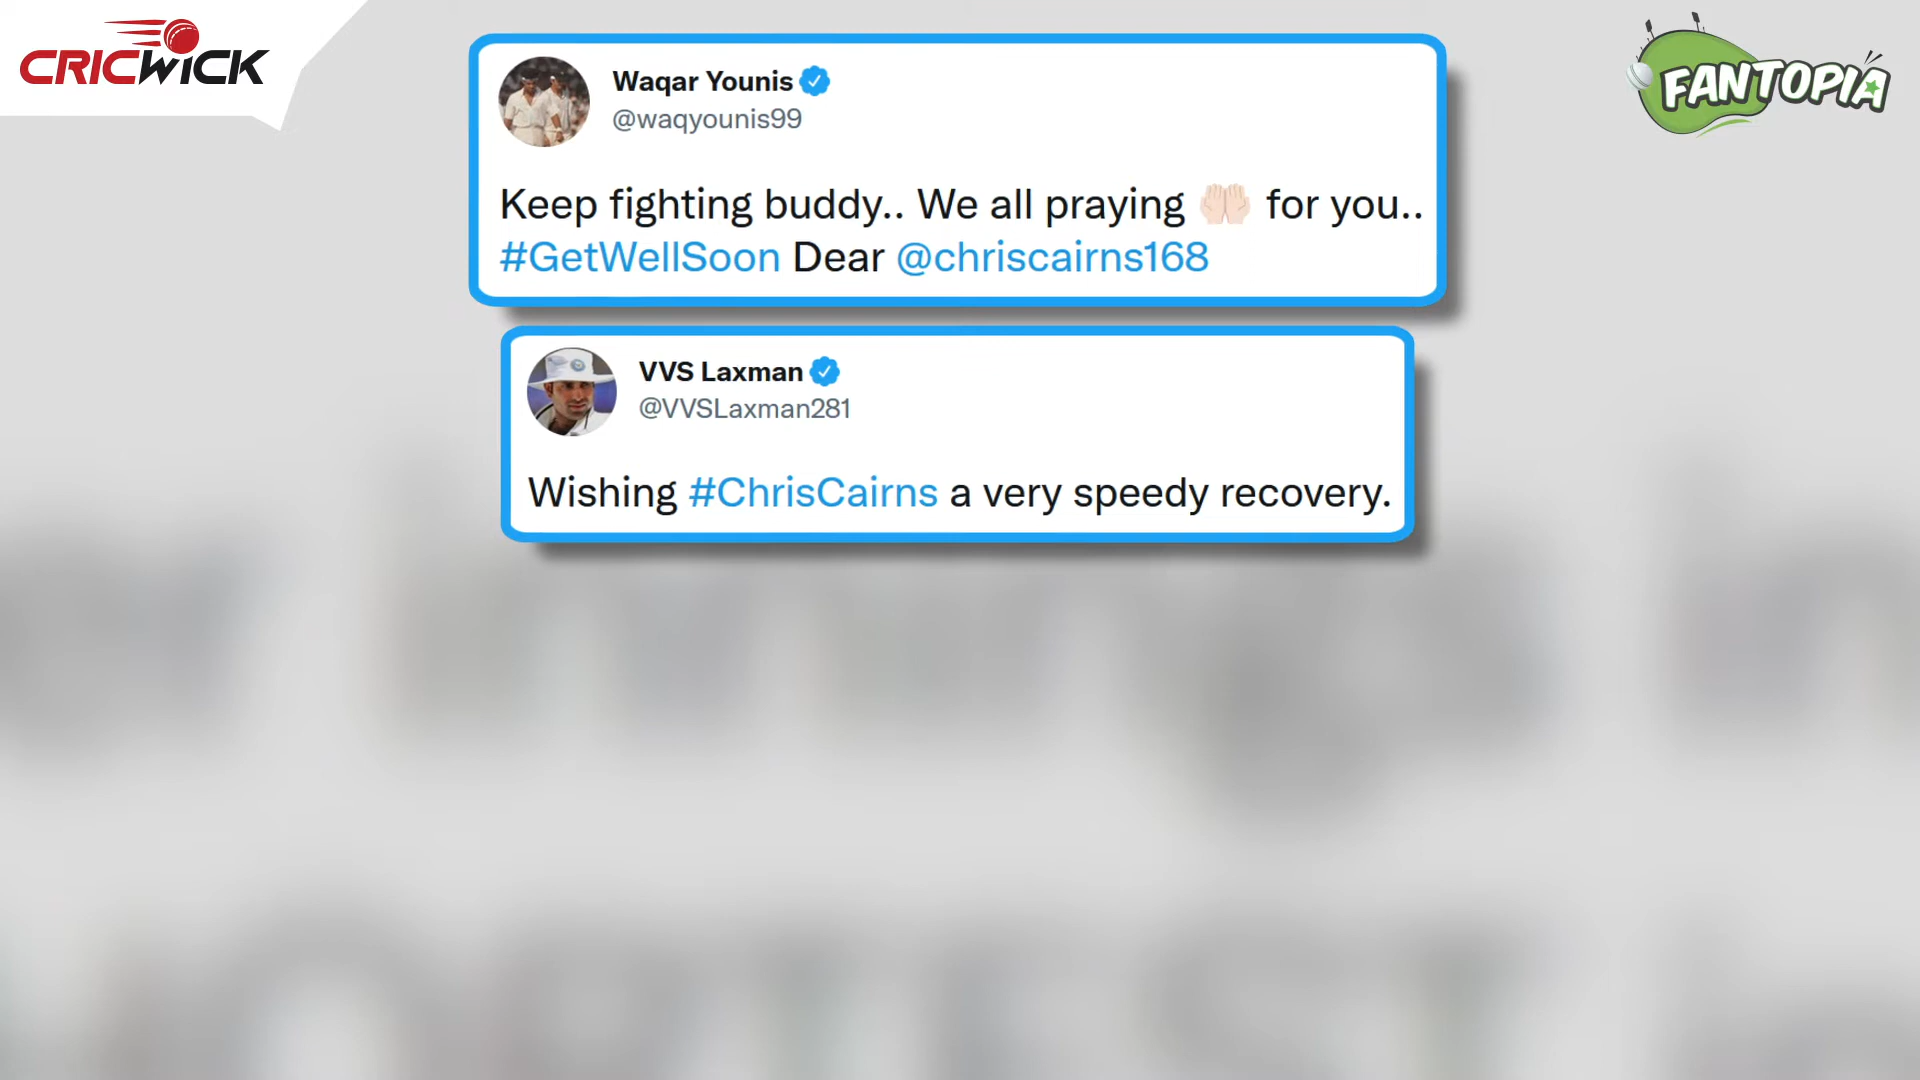 CRICWICK
FANTOPIA
Waqar Younis
@waqyounis99
Keep fighting buddy.. We all praying 🤲🏻 for you..
#GetWellSoon Dear @chriscairns168
VVS Laxman
@VVSLaxman281
Wishing #ChrisCairns a very speedy recovery.